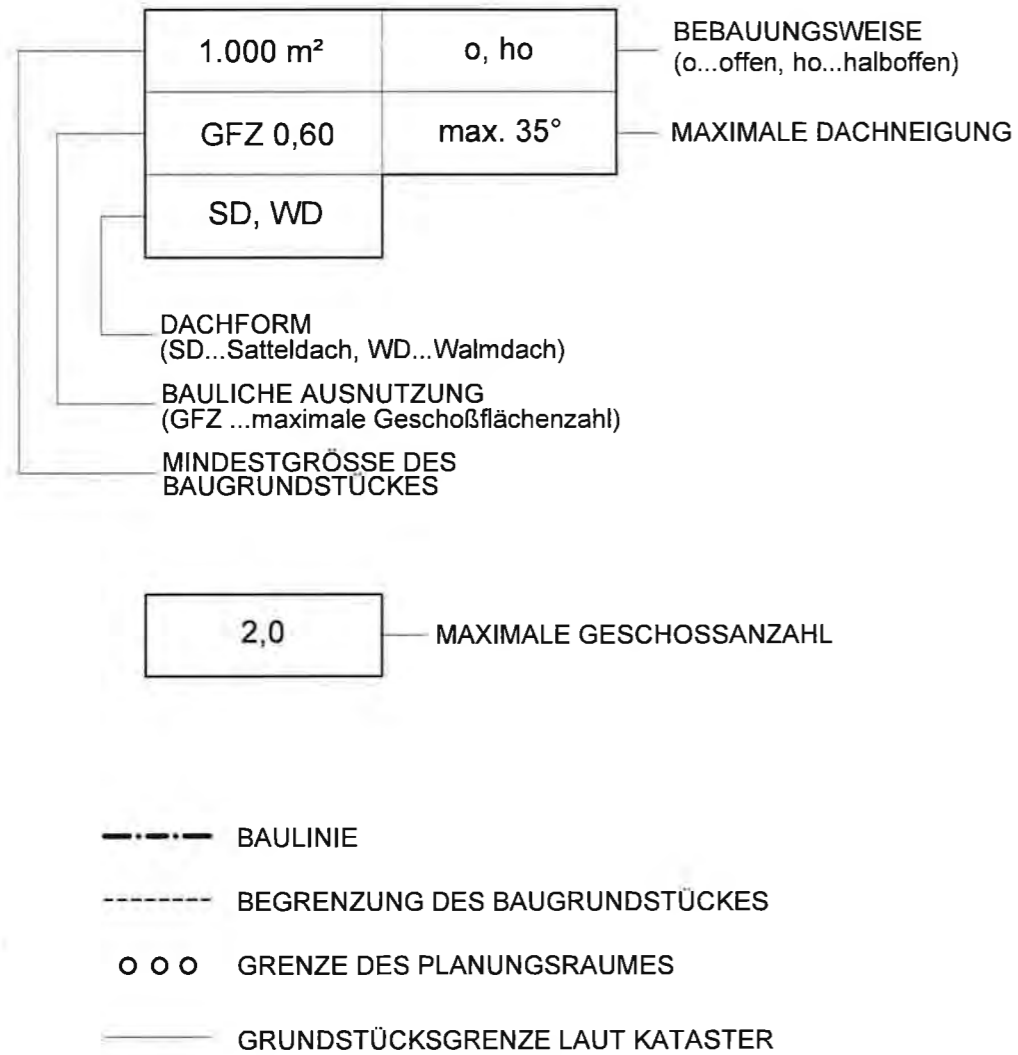 1.000 m²
o, ho
BEBAUUNGSWEISE
(o...offen, ho...halboffen)
GFZ 0,60
max. 35°
MAXIMALE DACHNEIGUNG
SD, WD
DACHFORM
(SD...Satteldach, WD...Walmdach)
BAULICHE AUSNUTZUNG
(GFZ ...maximale Geschoßflächenzahl)
MINDESTGRÖSSE DES
BAUGRUNDSTÜCKES
2,0
MAXIMALE GESCHOSSANZAHL
BAULINIE
BEGRENZUNG DES BAUGRUNDSTÜCKES
GRENZE DES PLANUNGSRAUMES
GRUNDSTÜCKSGRENZE LAUT KATASTER